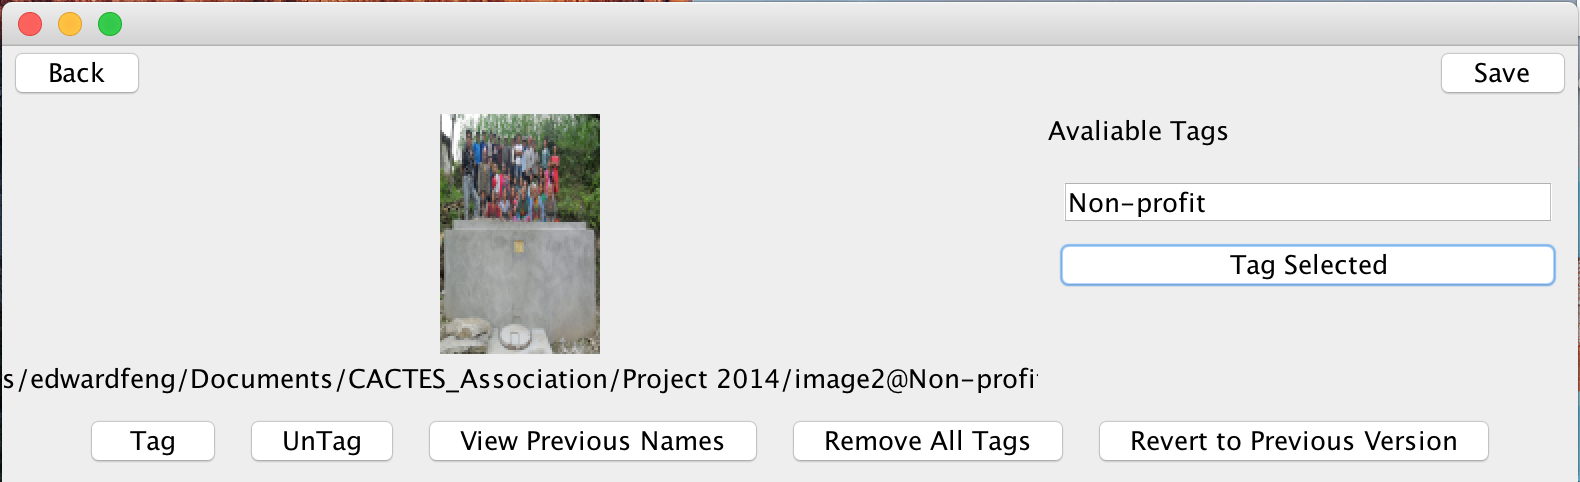 Back
Save
Avaliable Tags
Non-profit
Tag Selected
s/edwardfeng/Documents/CACTES_Association/Project 2014/image2@Non-profi
Tag
UnTag
View Previous Names
Remove All Tags
Revert to Previous Version